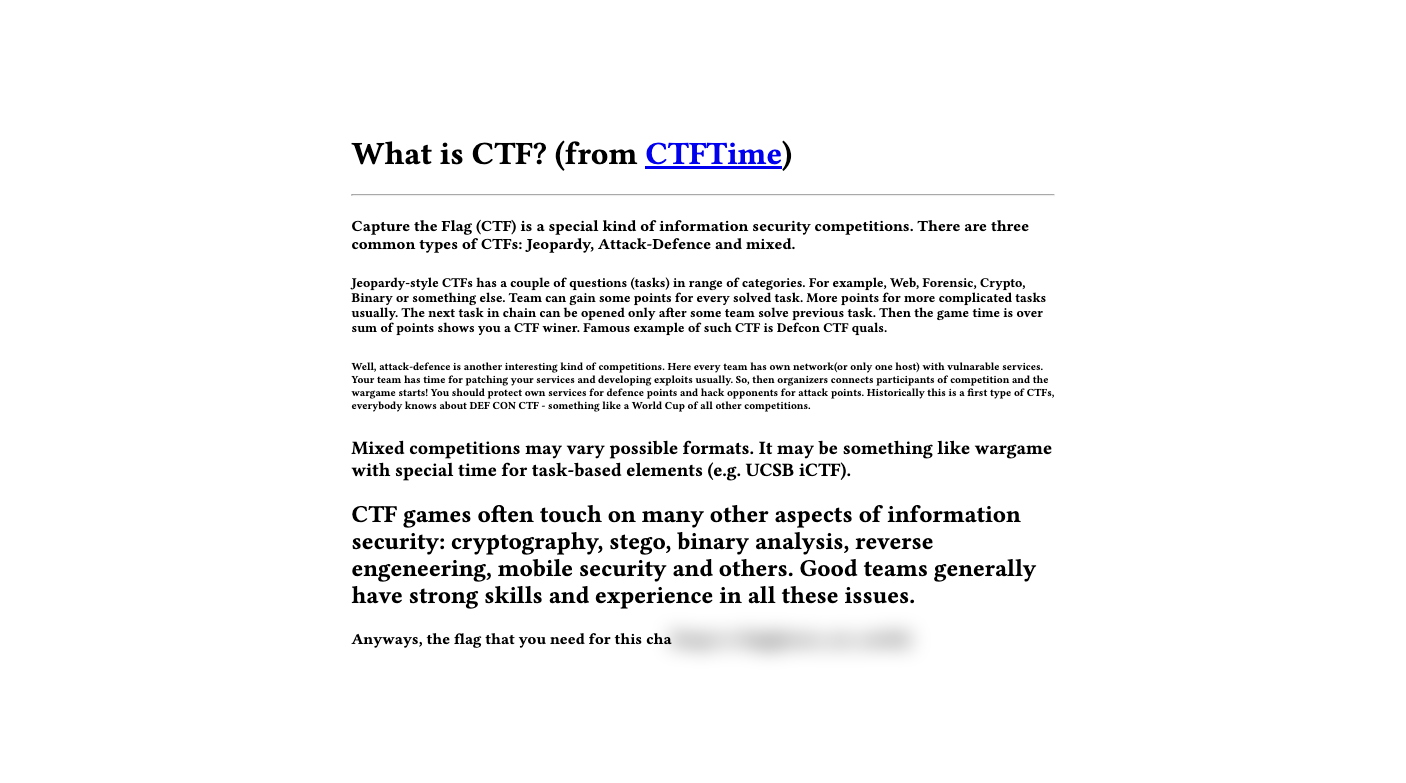 What is CTF? (from CTFTime)
Capture the Flag (CTF) is a special kind of information security competitions. There are three
common types of CTFs: Jeopardy, Attack-Defence and mixed.
Jeopardy-style CTFs has a couple of questions (tasks) in range of categories. For example, Web, Forensic, Crypto,
Binary or something else. Team can gain some points for every solved task. More points for more complicated tasks
usually. The next task in chain can be opened only after some team solve previous task. Then the game time is over
sum of points shows you a CTF winer. Famous example of such CTF is Defcon CTF quals.
Well, attack-defence is another interesting kind of competitions. Here every team has own network(or only one host) with vulnarable services.
Your team has time for patching your services and developing exploits usually. So, then organizers connects participants of competition and the
wargame starts! You should protect own services for defence points and hack opponents for attack points. Historically this is a first type of CTFs,
everybody knows about DEF CON CTF - something like a World Cup of all other competitions.
Mixed competitions may vary possible formats. It may be something like wargame
with special time for task-based elements (e.g. UCSB iCTF).
CTF games often touch on many other aspects of information
security: cryptography, stego, binary analysis, reverse
engeneering, mobile security and others. Good teams generally
have strong skills and experience in all these issues.
Anyways, the flag that you need for this cha